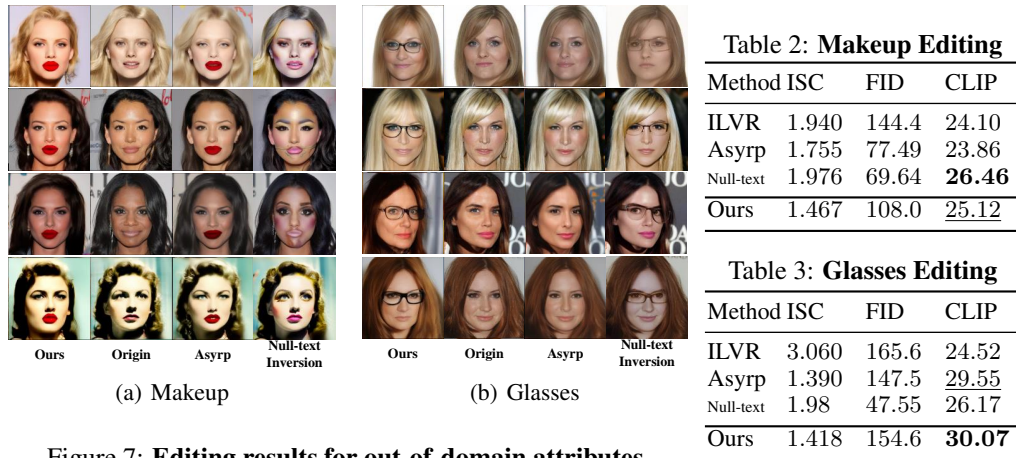 Ours Origin Asyrp Null-text Inversion
(a) Makeup
Ours Origin Asyrp Null-text Inversion
(b) Glasses
Figure 7: Editing results for out-of-domain attributes
Table 2: Makeup Editing
Method ISC FID CLIP
ILVR 1.940 144.4 24.10
Asyrp 1.755 77.49 23.86
Null-text 1.976 69.64 26.46
Ours 1.467 108.0 25.12
Table 3: Glasses Editing
Method ISC FID CLIP
ILVR 3.060 165.6 24.52
Asyrp 1.390 147.5 29.55
Null-text 1.98 47.55 26.17
Ours 1.418 154.6 30.07